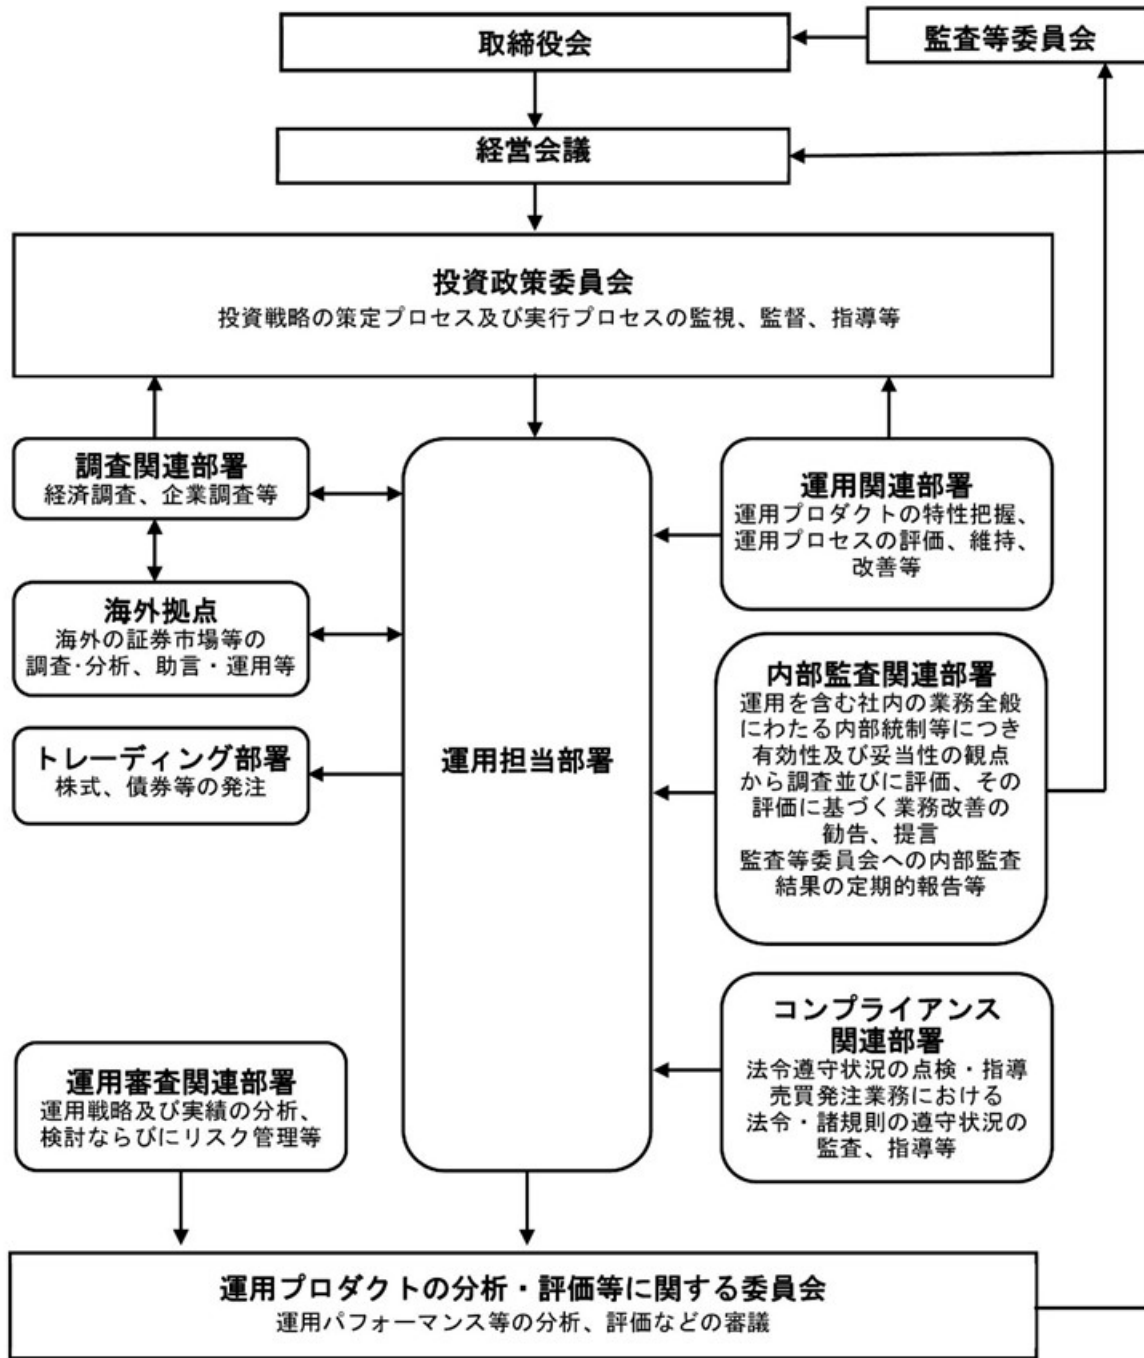 取締役会
監査等委員会
経営会議
投資政策委員会
投資戦略の策定プロセス及び実行プロセスの監視、監督、指導等
調査関連部署
経済調査、企業調査等
海外拠点
海外の証券市場等の
調査・分析、助言・運用等
トレーディング部署
株式、債券等の発注
運用担当部署
運用関連部署
運用プロダクトの特性把握、
運用プロセスの評価、維持、
改善等
内部監査関連部署
運用を含む社内の業務全般
にわたる内部統制等につき
有効性及び妥当性の観点
から調査並びに評価、その
評価に基づく業務改善の
勧告、提言
監査等委員会への内部監査
結果の定期的報告等
コンプライアンス
関連部署
法令遵守状況の点検・指導
売買発注業務における
法令・諸規則の遵守状況の
監査、指導等
運用審査関連部署
運用戦略及び実績の分析、
検討ならびにリスク管理等
運用プロダクトの分析・評価等に関する委員会
運用パフォーマンス等の分析、評価などの審議